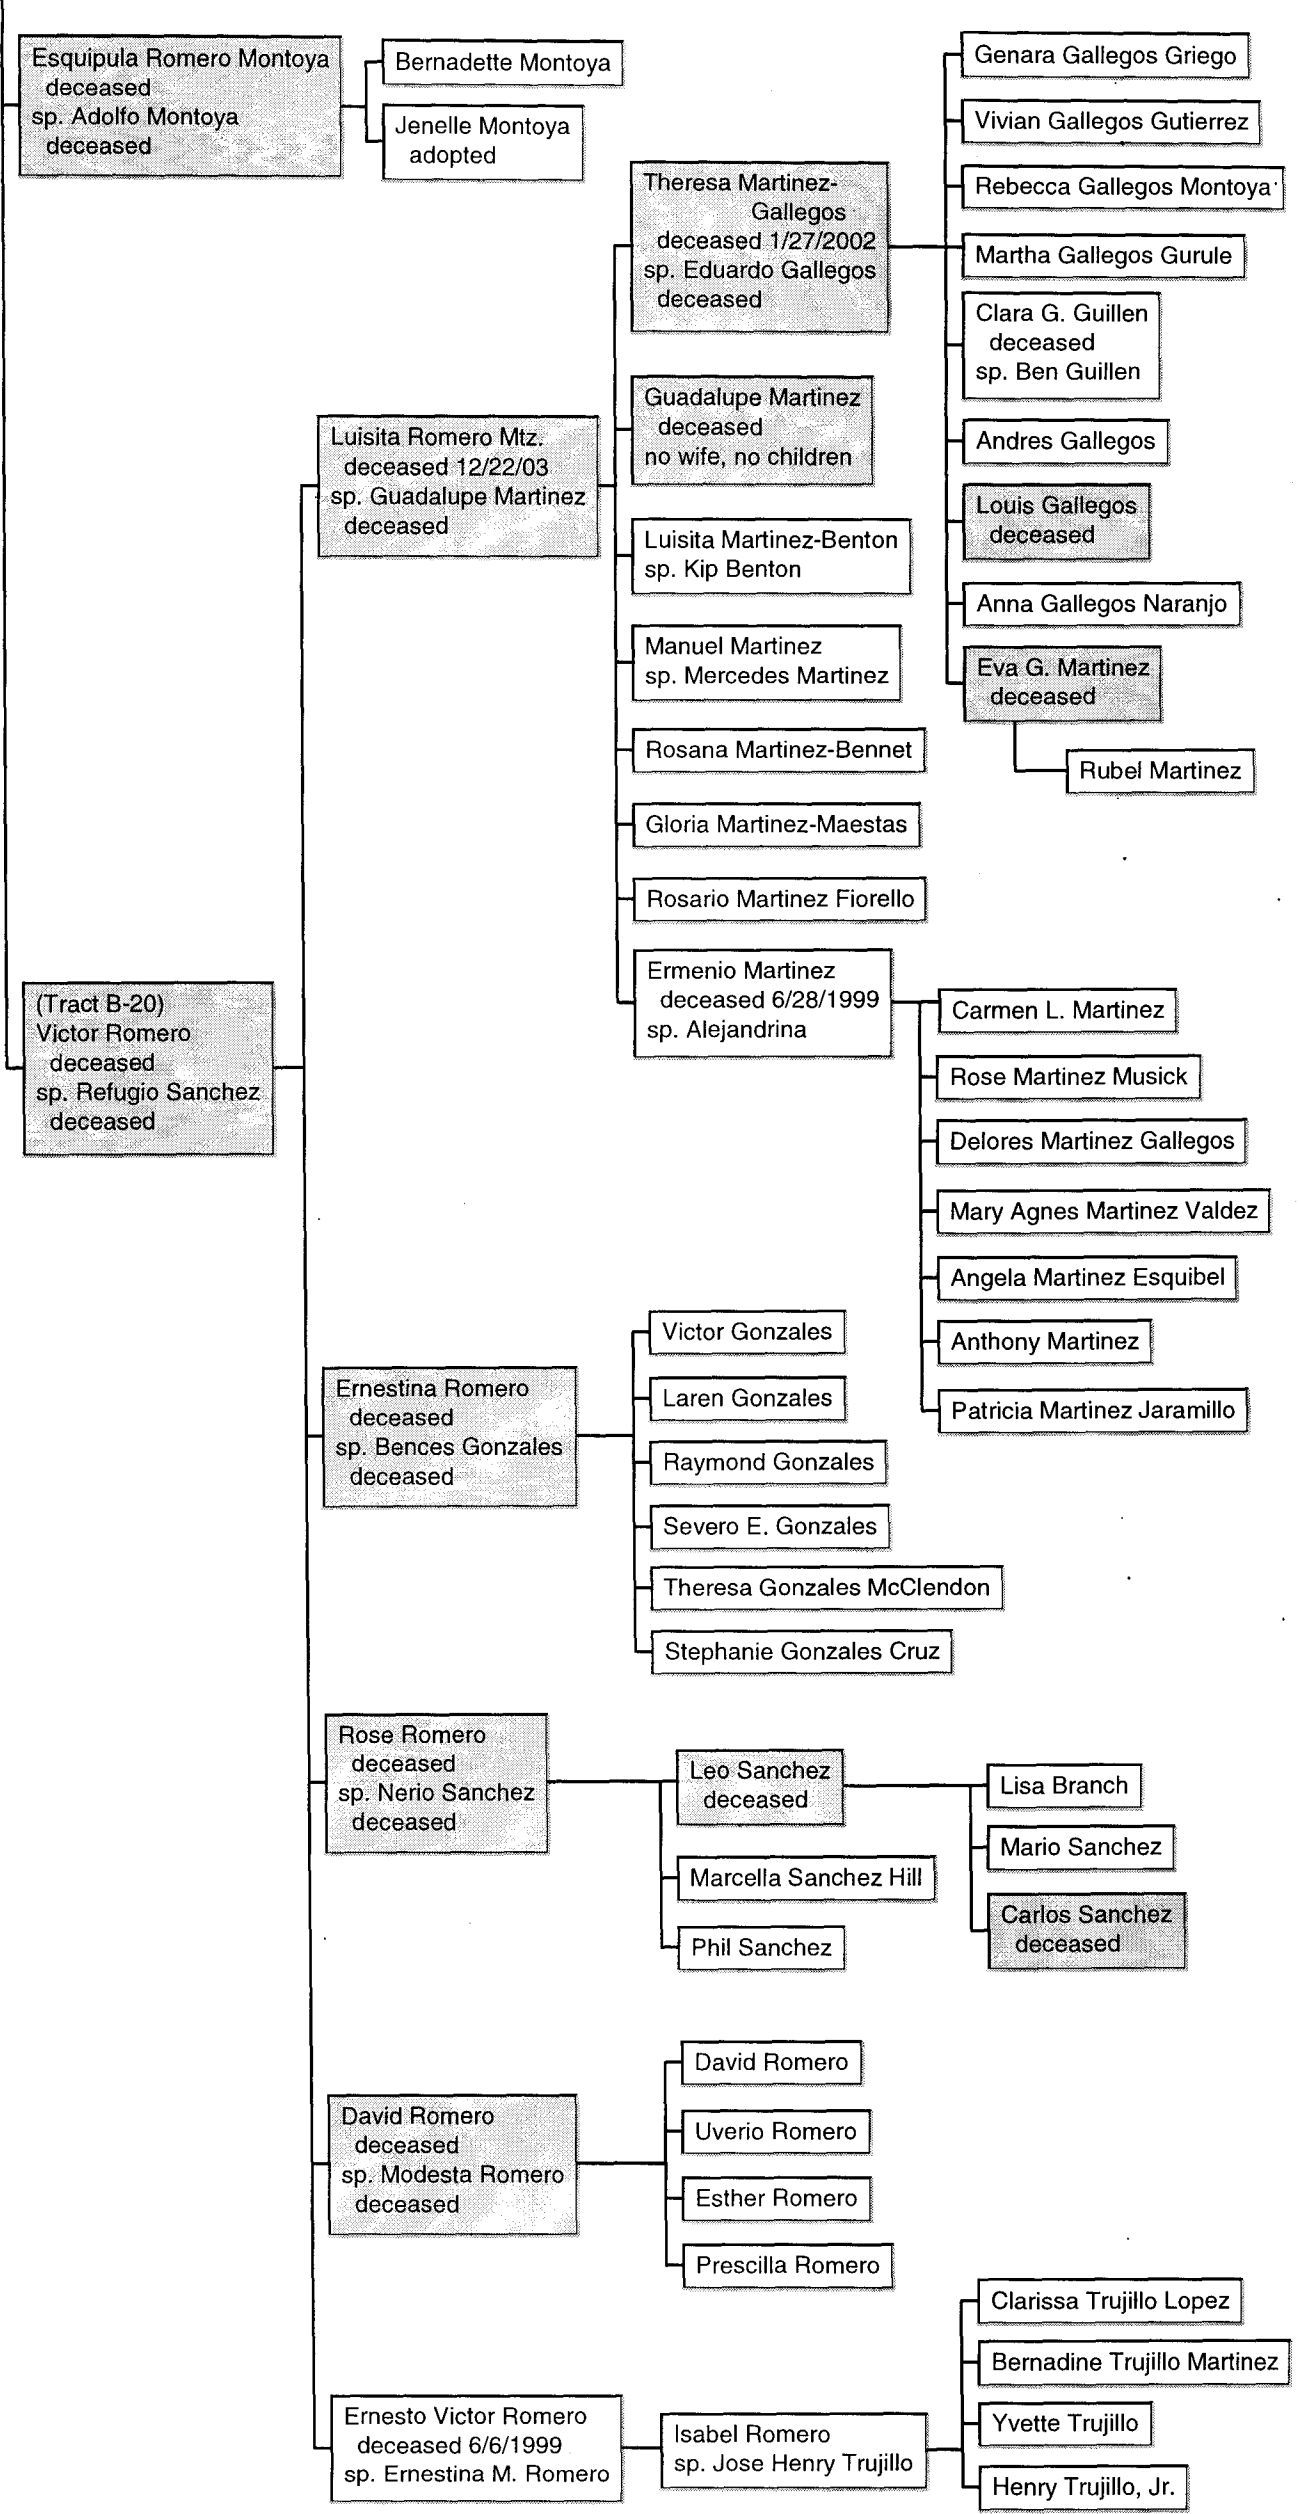 Esquipula Romero Montoya
deceased
sp. Adolfo Montoya
deceased
Bernadette Montoya
Jenelle Montoya
adopted
(Tract B-20)
Victor Romero
deceased
sp. Refugio Sanchez
deceased
Luisita Romero Mtz.
deceased 12/22/03
sp. Guadalupe Martinez
deceased
Theresa Martinez-
Gallegos
deceased 1/27/2002
sp. Eduardo Gallegos
deceased
Genara Gallegos Griego
Vivian Gallegos Gutierrez
Rebecca Gallegos Montoya
Martha Gallegos Gurule
Clara G. Guillen
deceased
sp. Ben Guillen
Andres Gallegos
Louis Gallegos
deceased
Anna Gallegos Naranjo
Eva G. Martinez
deceased
Rubel Martinez
Guadalupe Martinez
deceased
no wife, no children
Luisita Martinez-Benton
sp. Kip Benton
Manuel Martinez
sp. Mercedes Martinez
Rosana Martinez-Bennet
Gloria Martinez-Maestas
Rosario Martinez Fiorello
Ermenio Martinez
deceased 6/28/1999
sp. Alejandrina
Carmen L. Martinez
Rose Martinez Musick
Delores Martinez Gallegos
Mary Agnes Martinez Valdez
Angela Martinez Esquibel
Anthony Martinez
Patricia Martinez Jaramillo
Ernestina Romero
deceased
sp. Bences Gonzales
deceased
Victor Gonzales
Laren Gonzales
Raymond Gonzales
Severo E. Gonzales
Theresa Gonzales McClendon
Stephanie Gonzales Cruz
Rose Romero
deceased
sp. Nerio Sanchez
deceased
Leo Sanchez
deceased
Lisa Branch
Mario Sanchez
Carlos Sanchez
deceased
Marcella Sanchez Hill
Phil Sanchez
David Romero
deceased
sp. Modesta Romero
deceased
David Romero
Uverio Romero
Esther Romero
Prescilla Romero
Ernesto Victor Romero
deceased 6/6/1999
sp. Ernestina M. Romero
Isabel Romero
sp. Jose Henry Trujillo
Clarissa Trujillo Lopez
Bernadine Trujillo Martinez
Yvette Trujillo
Henry Trujillo, Jr.